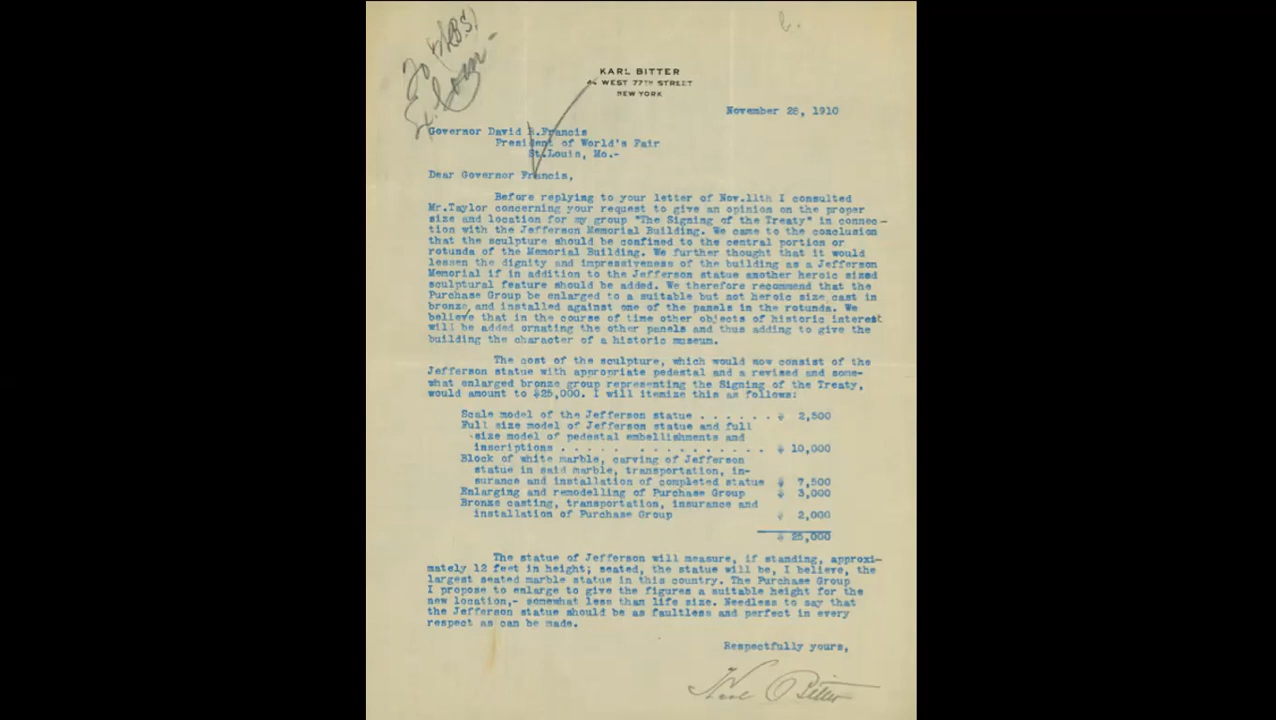 To (HBS)
Ex. Com-
6.
KARL BITTER
WEST 77TH STREET
NEW YORK
November 28, 1910
Governor David R.Francis
President of World's Fair
St.Louis, Mo.-
Dear Governor Francis,
Before replying to your letter of Nov.11th I consulted
Mr.Taylor concerning your request to give an opinion on the proper
size and location for my group "The Signing of the Treaty" in connec-
tion with the Jefferson Memorial Building. We came to the conclusion
that the sculpture should be confined to the central portion or
rotunda of the Memorial Building. We further thought that it would
lessen the dignity and impressiveness of the building as a Jefferson
Memorial if in addition to the Jefferson statue another heroic sized
sculptural feature should be added. We therefore recommend that the
Purchase Group be enlarged to a suitable but not heroic size,cast in
bronze,and installed against one of the panels in the rotunda. We
believe that in the course of time other objects of historic interest
will be added ornating the other panels and thus adding to give the
building the character of a historic museum.
The cost of the sculpture, which would now consist of the
Jefferson statue with appropriate pedestal and a revised and some-
what enlarged bronze group representing the Signing of the Treaty,
would amount to $25,000. I will itemize this as follows:
Scale model of the Jefferson statue . . . . . . $ 2,500
Full size model of Jefferson statue and full
size model of pedestal embellishments and
inscriptions . . . . . . . . . . . . . . . $ 10,000
Block of white marble, carving of Jefferson
statue in said marble, transportation, in-
surance and installation of completed statue $ 7,500
Enlarging and remodelling of Purchase Group $ 3,000
Bronze casting, transportation, insurance and
installation of Purchase Group $ 2,000
$ 25,000
The statue of Jefferson will measure, if standing, approxi-
mately 12 feet in height; seated, the statue will be, I believe, the
largest seated marble statue in this country. The Purchase Group
I propose to enlarge to give the figures a suitable height for the
new location,- somewhat less than life size. Needless to say that
the Jefferson statue should be as faultless and perfect in every
respect as can be made.
Respectfully yours,
Karl Bitter